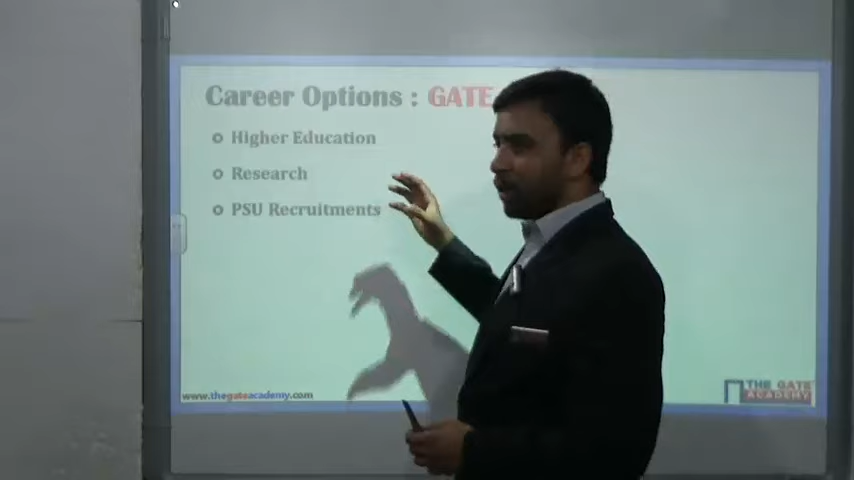 Career Options : GATE
Higher Education
Research
PSU Recruitments
www.thegateacademy.com
THE GATE
ACADEMY